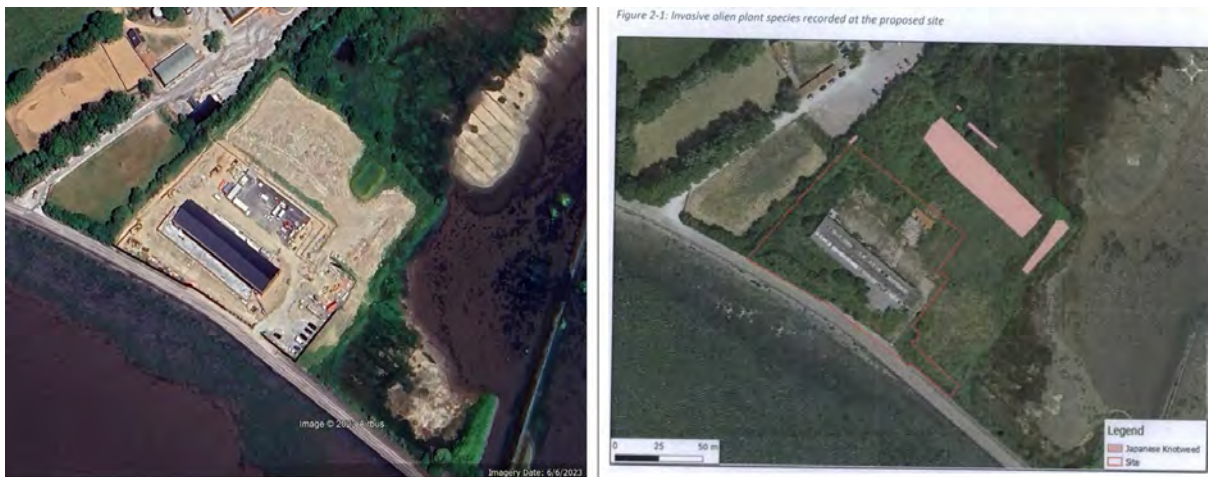 Image © 2023 Airbus
Imagery Date: 6/6/2023
Figure 2-1: Invasive alien plant species recorded at the proposed site
0 25 50 m
Legend
Japanese Knotweed
Site